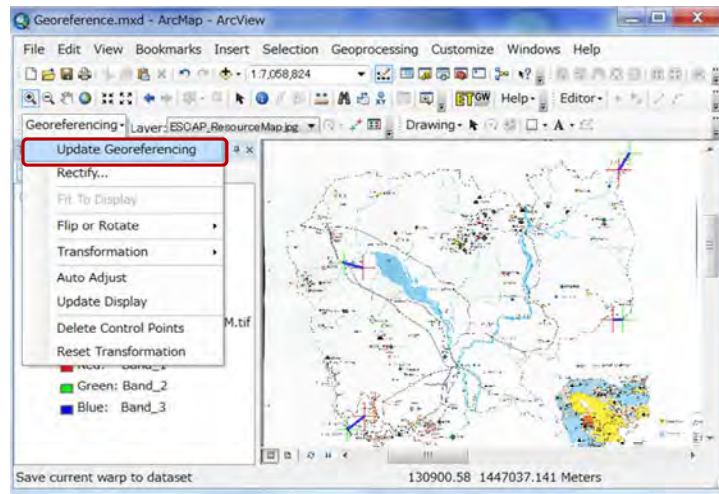 Georeference.mxd - ArcMap - ArcView
File Edit View Bookmarks Insert Selection Geoprocessing Customize Windows Help
1:7,058,824
GW Help Editor
Georeferencing Layer: ESCAP_ResourceMap.jpg Drawing A
Update Georeferencing
Rectify...
Fit To Display
Flip or Rotate
Transformation
Auto Adjust
Update Display
Delete Control Points
M.tif
Reset Transformation
Red: Band_1
Green: Band_2
Blue: Band_3
Save current warp to dataset 130900.58 1447037.141 Meters